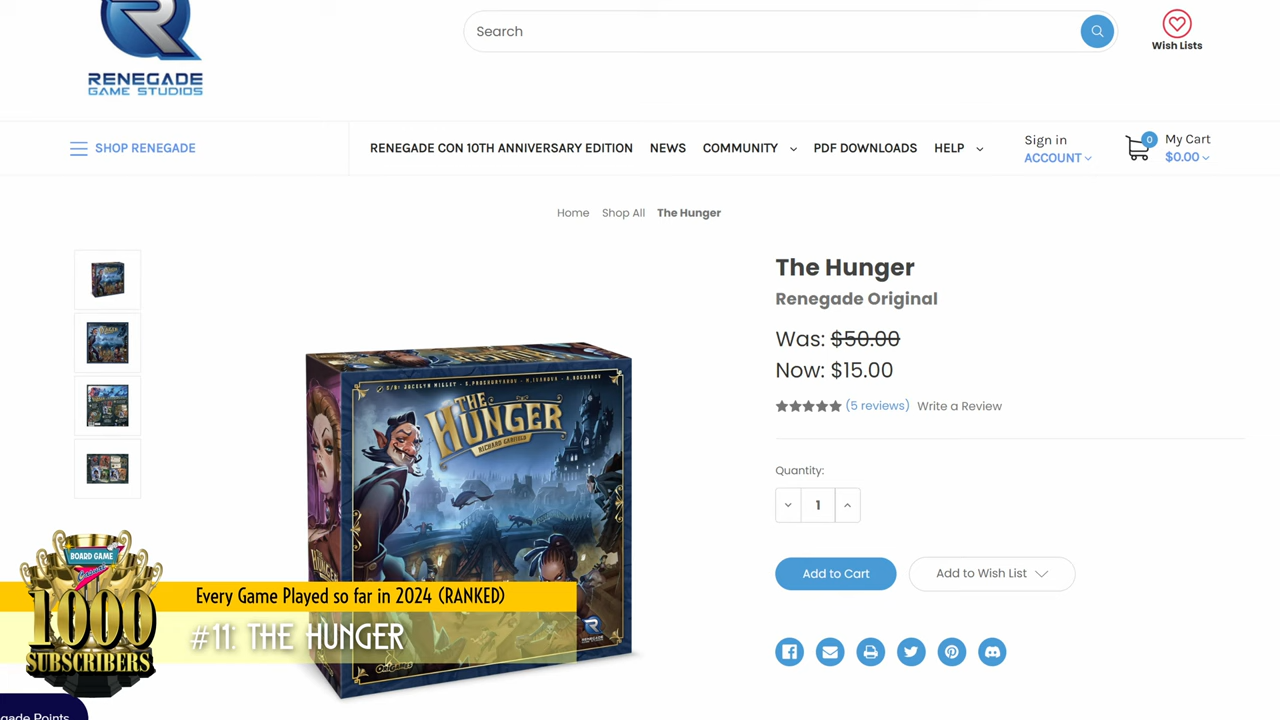 RENEGADE
GAME STUDIOS
Search
Wish Lists
SHOP RENEGADE
RENEGADE CON 10TH ANNIVERSARY EDITION
NEWS
COMMUNITY
PDF DOWNLOADS
HELP
Sign in
ACCOUNT
0
My Cart
$0.00
Home
Shop All
The Hunger
The Hunger
Renegade Original
Was: $50.00
Now: $15.00
(5 reviews)
Write a Review
Quantity:
1
Add to Cart
Add to Wish List
THE
HUNGER
RICHARD GARFIELD
BOARD GAME
1000
SUBSCRIBERS
Every Game Played so far in 2024 (RANKED)
#11: THE HUNGER
ORIGAMES